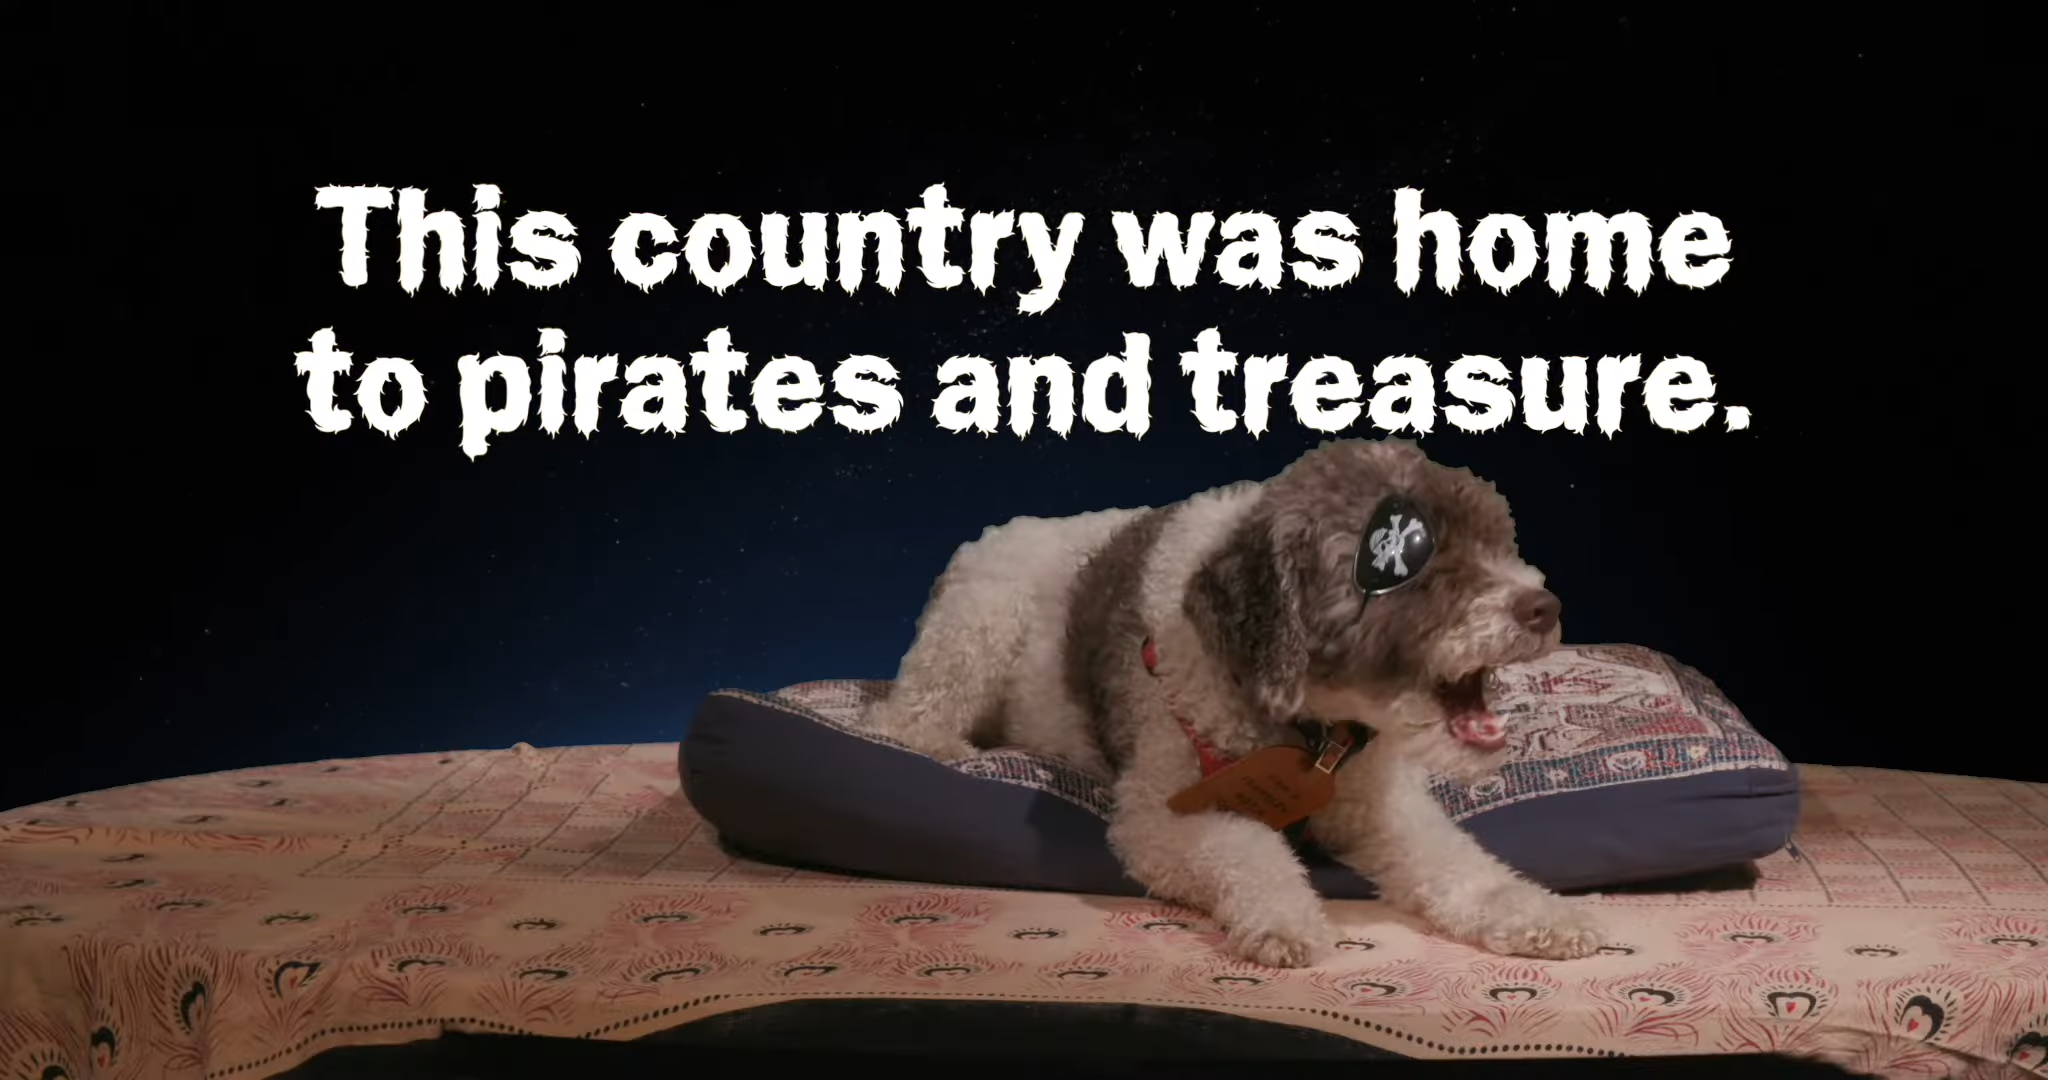 This country was home
to pirates and treasure.